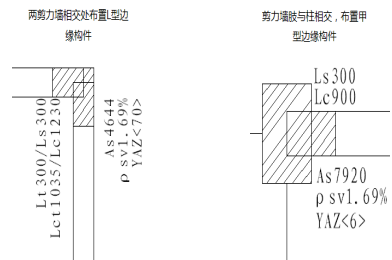 两剪力墙相交处布置L型边
缘构件
剪力墙肢与柱相交，布置甲
型边缘构件
Lt300/Ls300
Lct1035/Lc1230
As4644
ρsv1.69%
YAZ<70>
Ls300
Lc900
As7920
ρsv1.69%
YAZ<6>